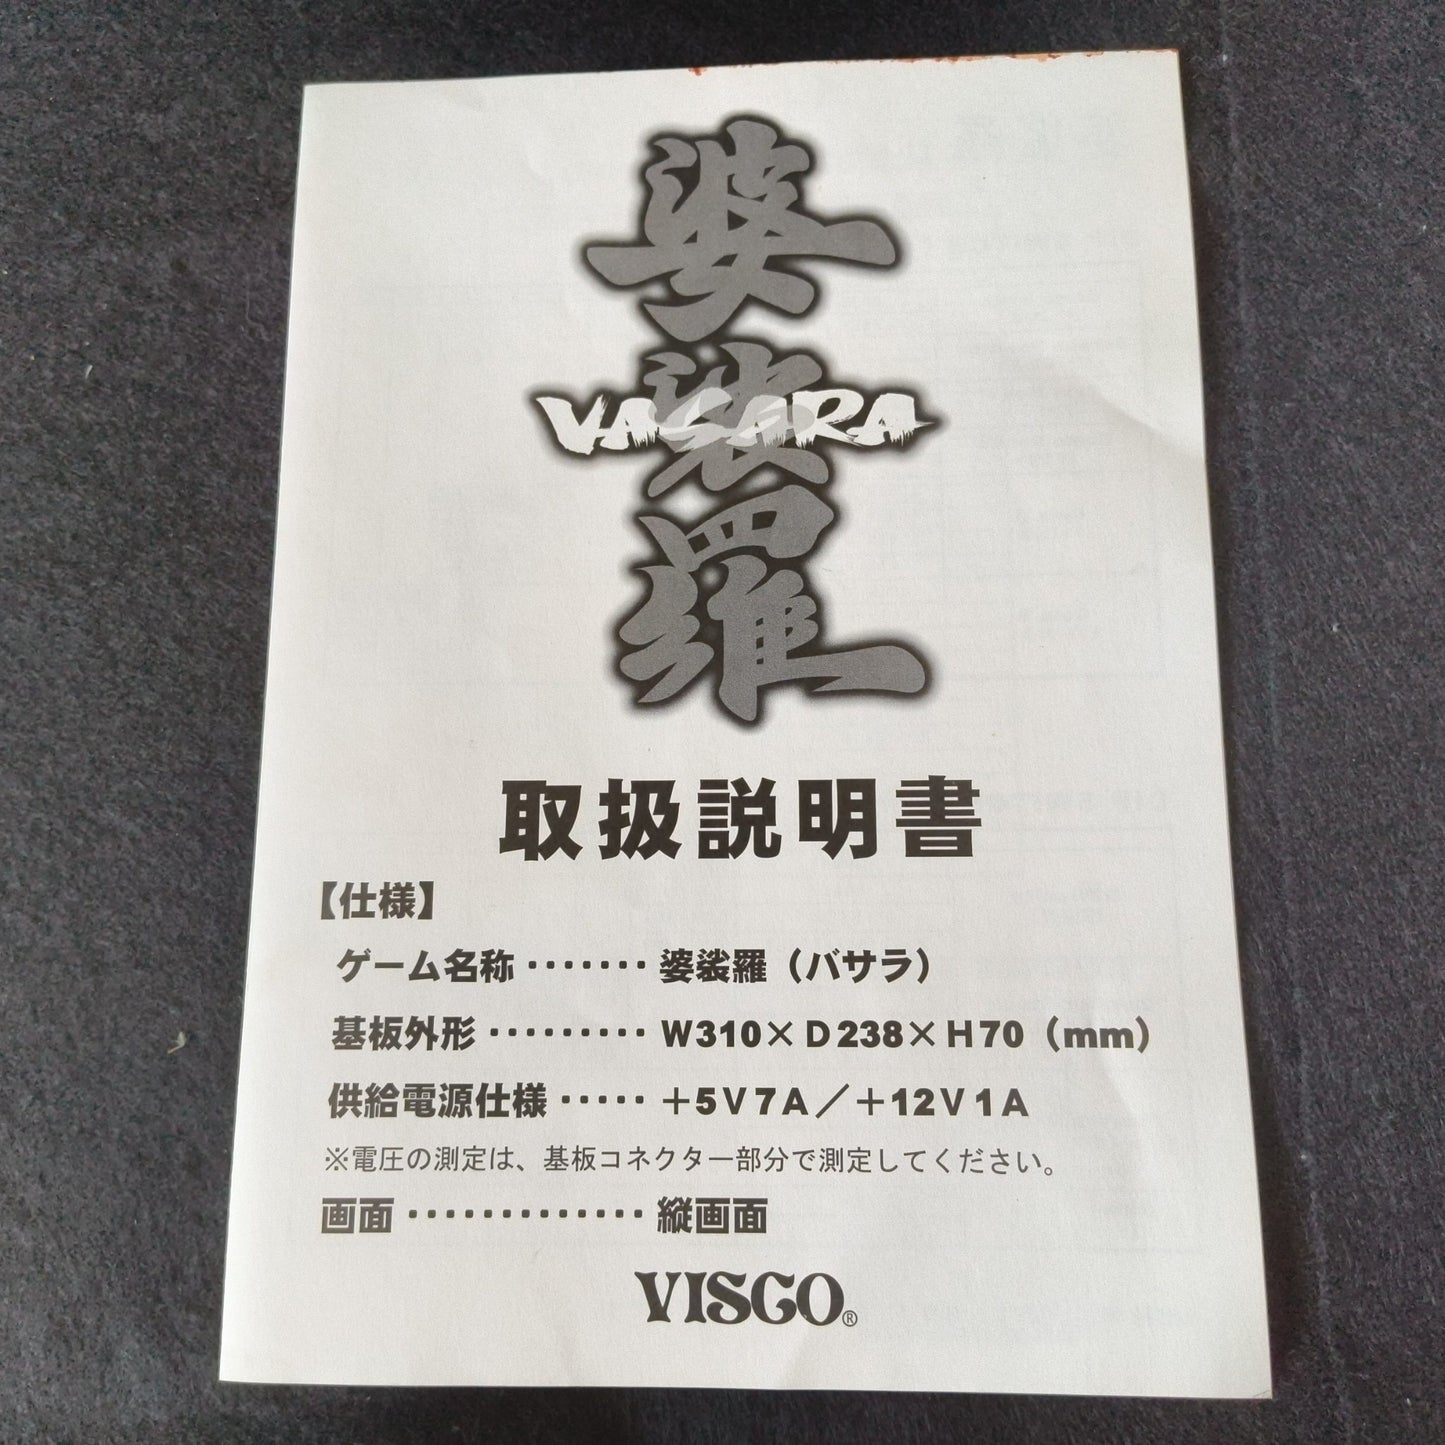 婆娑羅
VASARA
取扱説明書
【仕様】
ゲーム名称 ・・・・・・・ 婆裟羅（バサラ）
基板外形 ・・・・・・・・・ W310×D238×H70（mm）
供給電源仕様 ・・・・・ ＋5V7A／＋12V1A
※電圧の測定は、基板コネクター部分で測定してください。
画面 ・・・・・・・・・・・・・ 縦画面
VISCO®